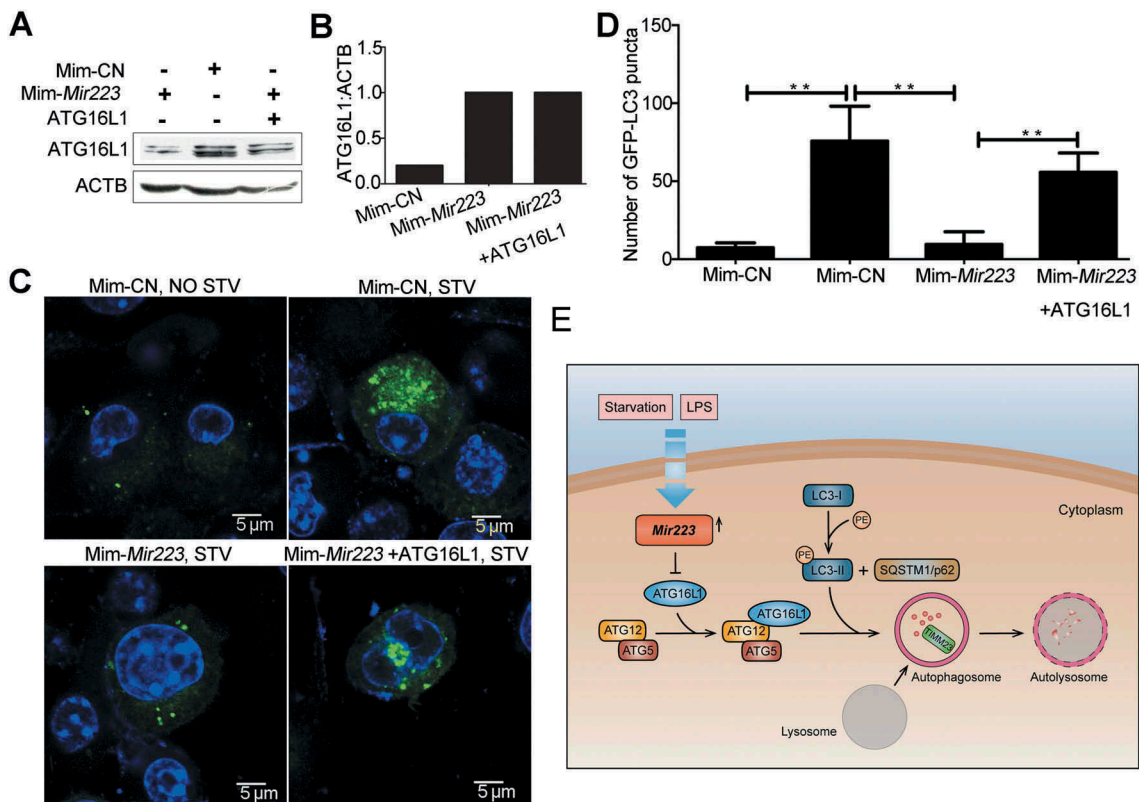 A
Mim-CN - + -
Mim-Mir223 + - +
ATG16L1 - - +
ATG16L1
ACTB
B
ATG16L1:ACTB
1.5
1.0
0.5
0.0
Mim-CN
Mim-Mir223
Mim-Mir223
+ATG16L1
C
Mim-CN, NO STV
Mim-CN, STV
5 μm
5 μm
Mim-Mir223, STV
Mim-Mir223 +ATG16L1, STV
5 μm
5 μm
D
Number of GFP-LC3 puncta
150
100
50
0
**
**
**
Mim-CN
Mim-CN
Mim-Mir223
Mim-Mir223
+ATG16L1
E
Starvation
LPS
Cytoplasm
Mir223
LC3-I
PE
PE
LC3-II + SQSTM1/p62
ATG16L1
ATG16L1
ATG12
ATG5
ATG12
ATG5
TIMM23
Autophagosome
Autolysosome
Lysosome